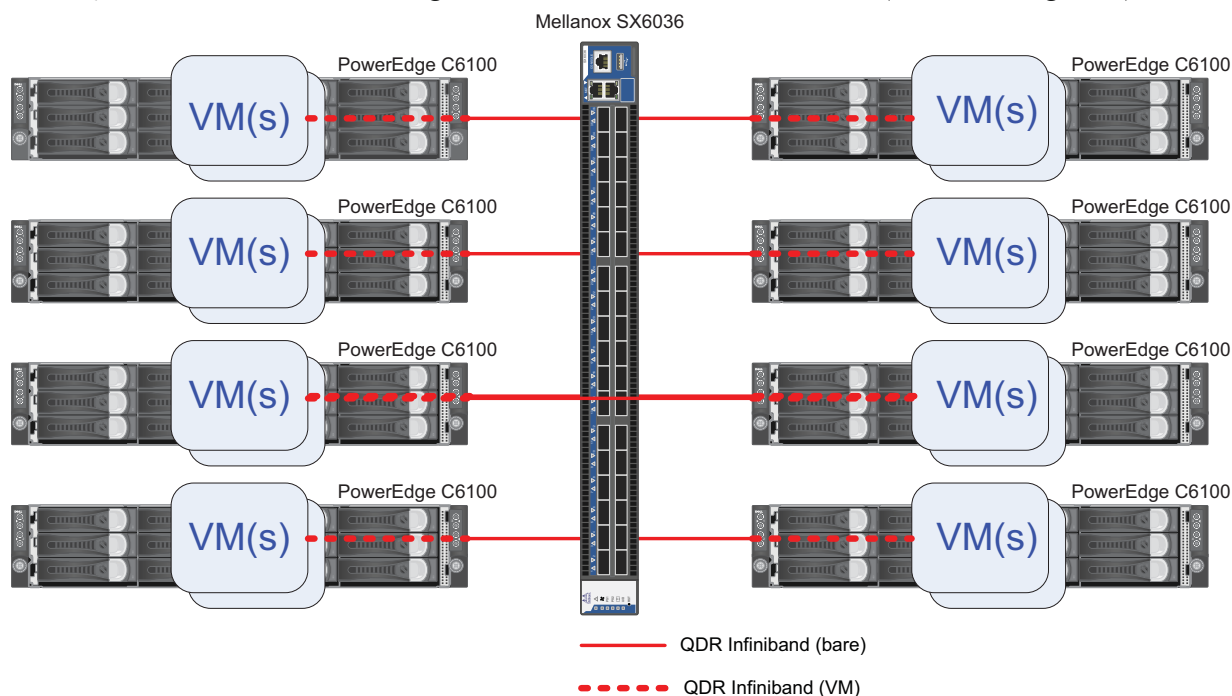 Mellanox SX6036
PowerEdge C6100
PowerEdge C6100
VM(s)
VM(s)
PowerEdge C6100
PowerEdge C6100
VM(s)
VM(s)
PowerEdge C6100
PowerEdge C6100
VM(s)
VM(s)
PowerEdge C6100
PowerEdge C6100
VM(s)
VM(s)
QDR Infiniband (bare)
QDR Infiniband (VM)